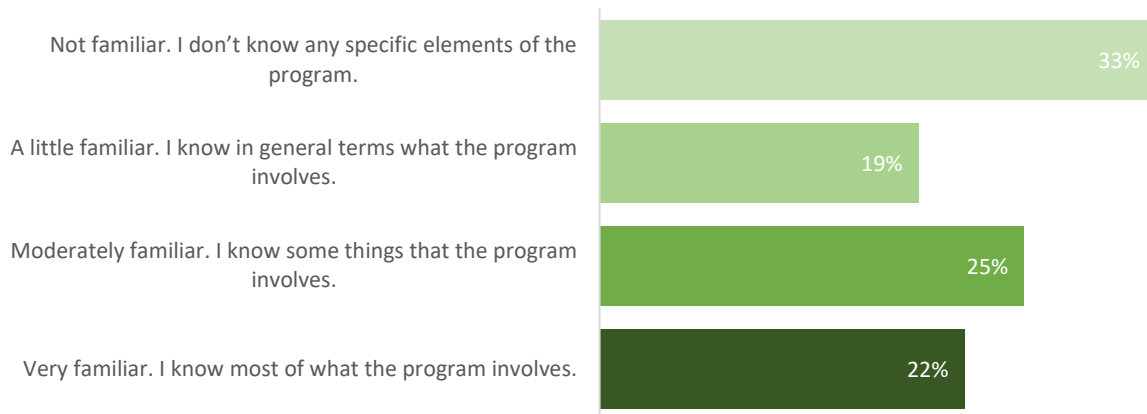 Not familiar. I don’t know any specific elements of the
program.
33%
A little familiar. I know in general terms what the program
involves.
19%
Moderately familiar. I know some things that the program
involves.
25%
Very familiar. I know most of what the program involves.
22%